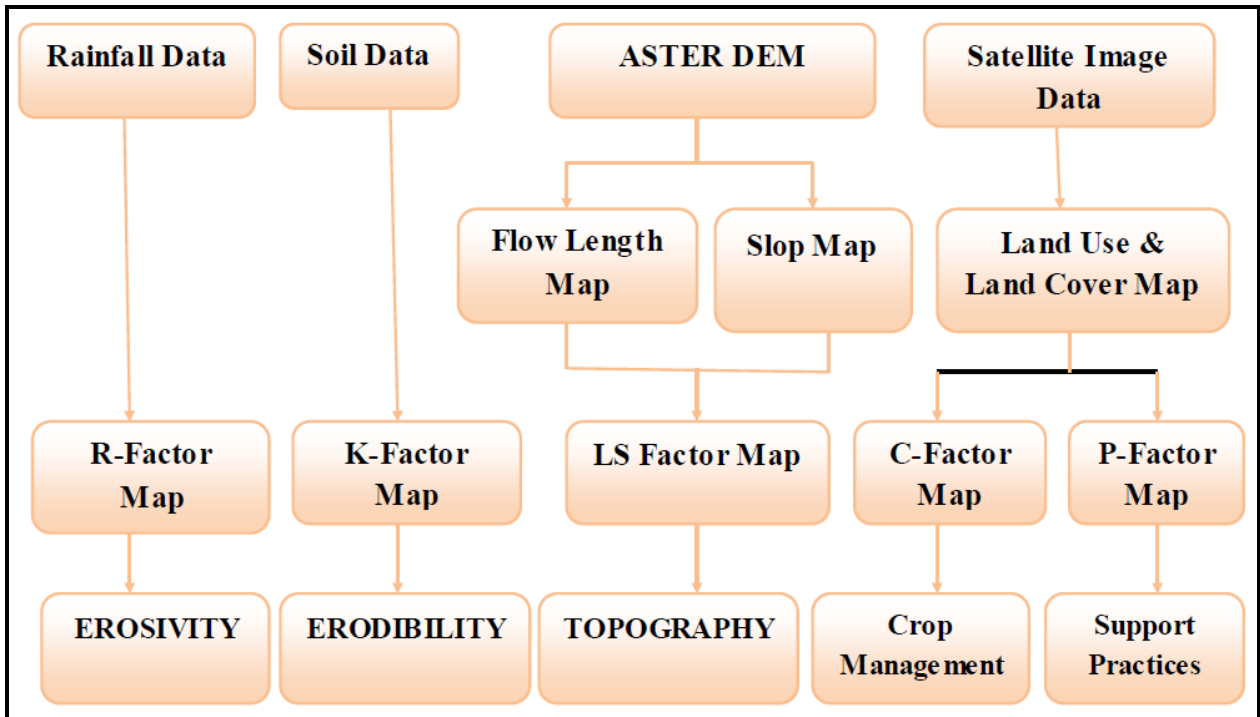 Rainfall Data
Soil Data
ASTER DEM
Satellite Image
Data
Flow Length
Map
Slop Map
Land Use &
Land Cover Map
R-Factor
Map
K-Factor
Map
LS Factor Map
C-Factor
Map
P-Factor
Map
EROSIVITY
ERODIBILITY
TOPOGRAPHY
Crop
Management
Support
Practices